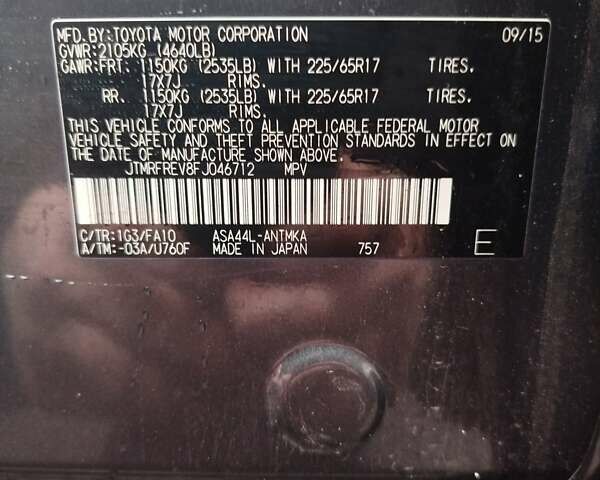 MFD.BY:TOYOTA MOTOR CORPORATION 09/15
GVWR:2105KG (4640LB)
GAWR:FRT. 1150KG (2535LB) WITH 225/65R17 TIRES.
17X7J RIMS.
RR. 1150KG (2535LB) WITH 225/65R17 TIRES.
17X7J RIMS.
THIS VEHICLE CONFORMS TO ALL APPLICABLE FEDERAL MOTOR
VEHICLE SAFETY AND THEFT PREVENTION STANDARDS IN EFFECT ON
THE DATE OF MANUFACTURE SHOWN ABOVE.
JTMRFREV8FJ046712 MPV
C/TR:1G3/FA10 ASA44L-ANTMKA
A/TM:-03A/U760F MADE IN JAPAN 757 E